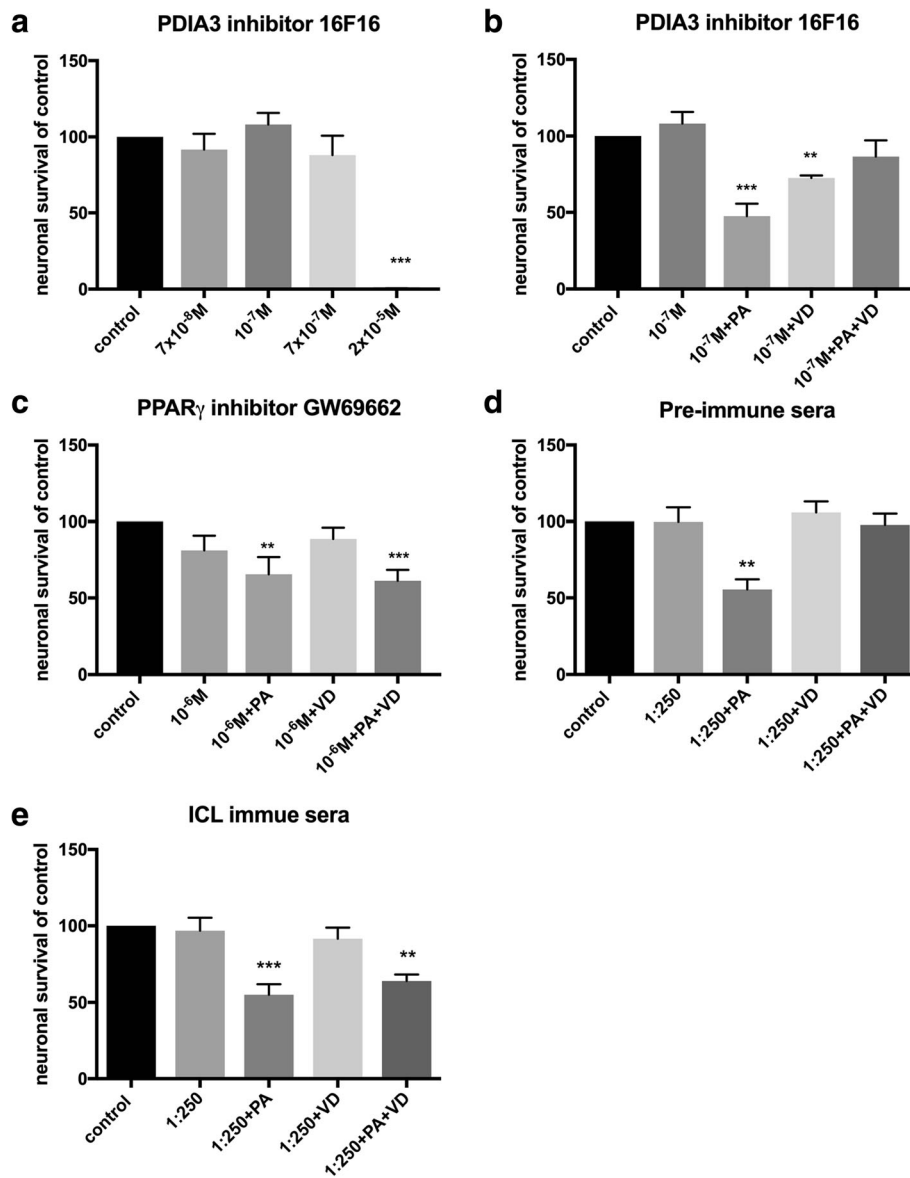 a
PDIA3 inhibitor 16F16
neuronal survival of control
150
100
50
0
***
control
7x10⁻⁸M
10⁻⁷M
7x10⁻⁷M
2x10⁻⁵M
b
PDIA3 inhibitor 16F16
neuronal survival of control
150
100
50
0
***
**
control
10⁻⁷M
10⁻⁷M+PA
10⁻⁷M+VD
10⁻⁷M+PA+VD
c
PPARγ inhibitor GW69662
neuronal survival of control
150
100
50
0
**
***
control
10⁻⁶M
10⁻⁶M+PA
10⁻⁶M+VD
10⁻⁶M+PA+VD
d
Pre-immune sera
neuronal survival of control
150
100
50
0
**
control
1:250
1:250+PA
1:250+VD
1:250+PA+VD
e
ICL immue sera
neuronal survival of control
150
100
50
0
***
**
control
1:250
1:250+PA
1:250+VD
1:250+PA+VD